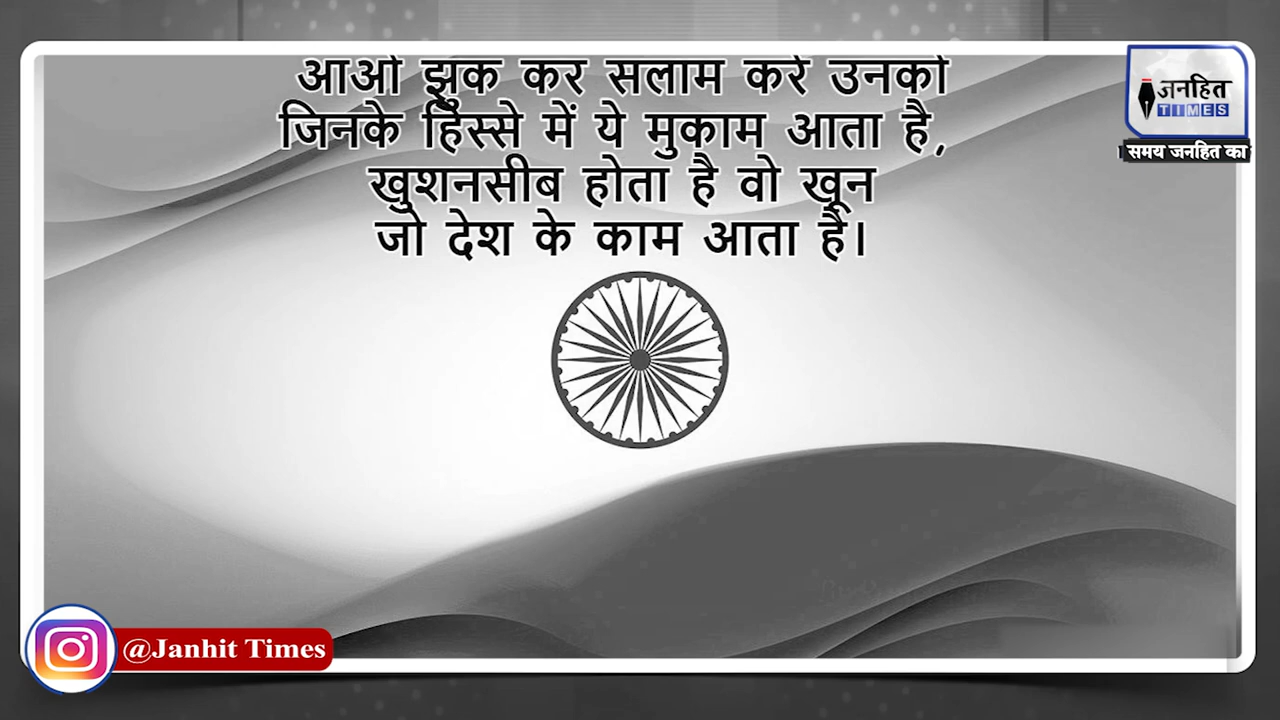 आओ झुक कर सलाम करे उनको
जिनके हिस्से में ये मुकाम आता है,
खुशनसीब होता है वो खून
जो देश के काम आता है।
जनहित
TIMES
समय जनहित का
@Janhit Times